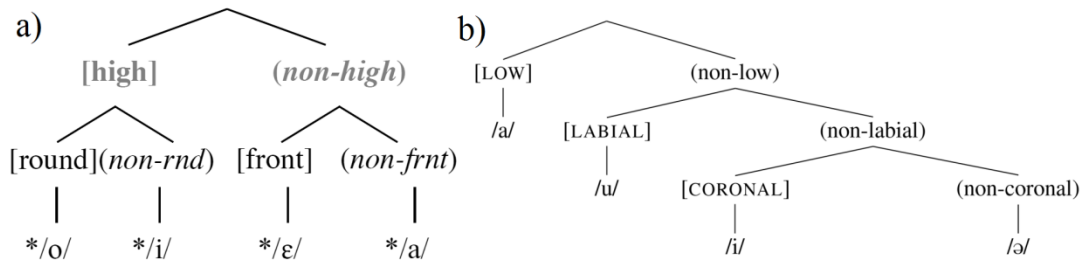 a)
[high] (non-high)
[round](non-rnd) [front] (non-frnt)
*/o/ */i/ */ɛ/ */a/
b)
[LOW] (non-low)
/a/ [LABIAL] (non-labial)
/u/ [CORONAL] (non-coronal)
/i/ /ə/